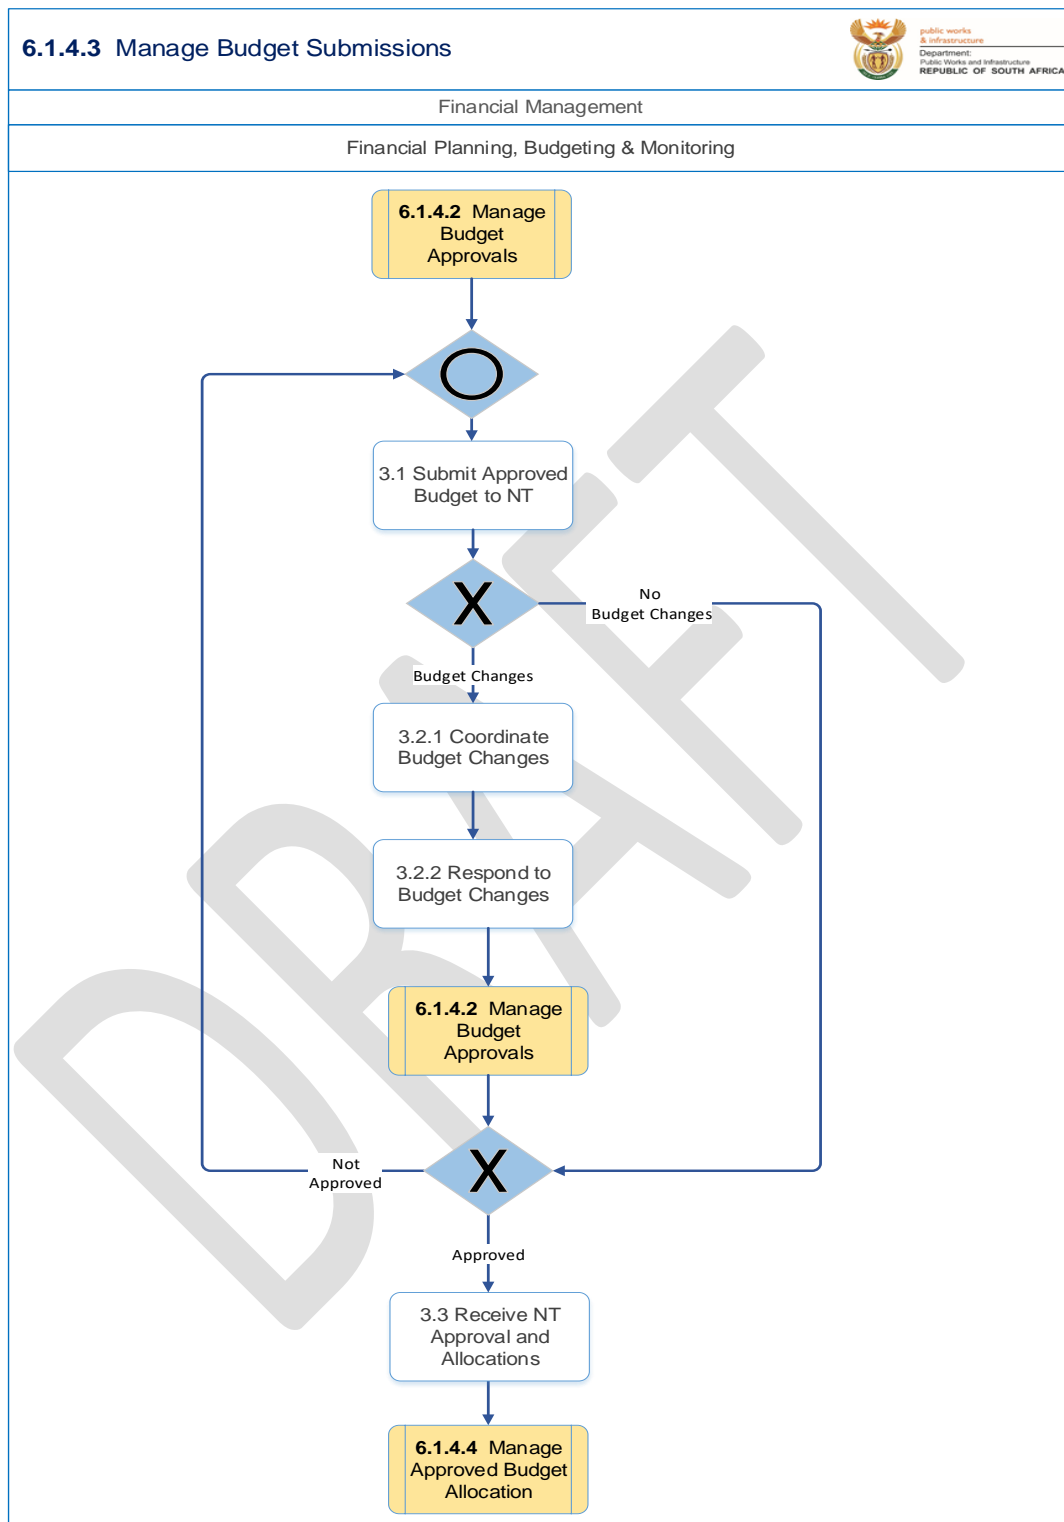 6.1.4.3 Manage Budget Submissions
public works
& infrastructure
Department:
Public Works and Infrastructure
REPUBLIC OF SOUTH AFRICA
Financial Management
Financial Planning, Budgeting & Monitoring
6.1.4.2 Manage
Budget
Approvals
3.1 Submit Approved
Budget to NT
X
No
Budget Changes
Budget Changes
3.2.1 Coordinate
Budget Changes
3.2.2 Respond to
Budget Changes
6.1.4.2 Manage
Budget
Approvals
X
Not
Approved
Approved
3.3 Receive NT
Approval and
Allocations
6.1.4.4 Manage
Approved Budget
Allocation
DRAFT